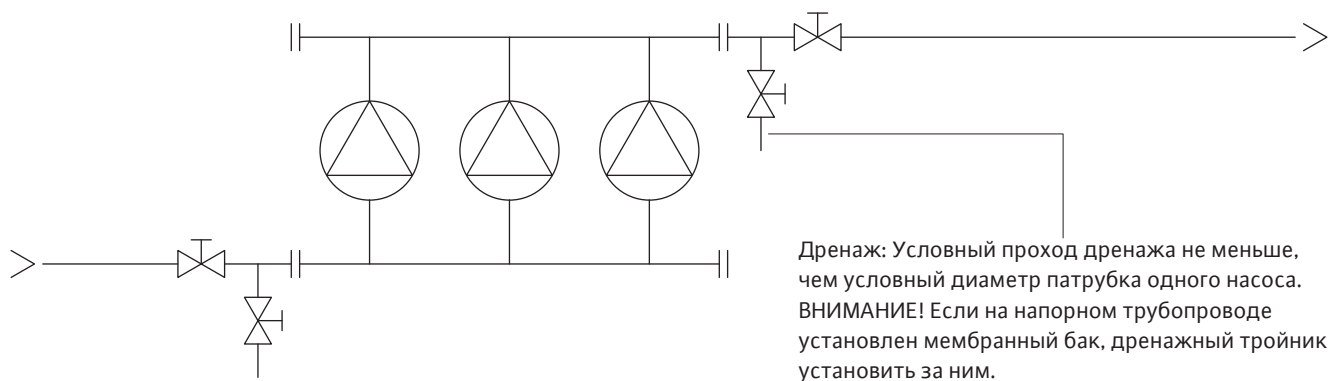 Дренаж: Условный проход дренажа не меньше,
чем условный диаметр патрубка одного насоса.
ВНИМАНИЕ! Если на напорном трубопроводе
установлен мембранный бак, дренажный тройник
установить за ним.